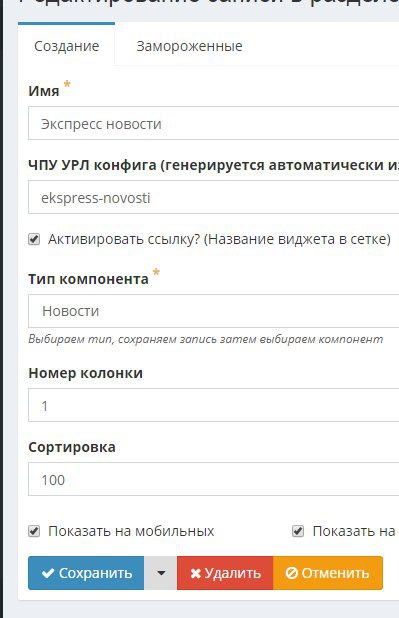 Создание Замороженные
Имя *
Экспресс новости
ЧПУ УРЛ конфига (генерируется автоматически
ekspress-novosti
Активировать ссылку? (Название виджета в сетке)
Тип компонента *
Новости
Выбираем тип, сохраняем запись затем выбираем компонент
Номер колонки
1
Сортировка
100
Показать на мобильных Показать на
Сохранить Удалить Отменить